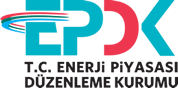 EPDK
T.C. ENERJİ PİYASASI
DÜZENLEME KURUMU